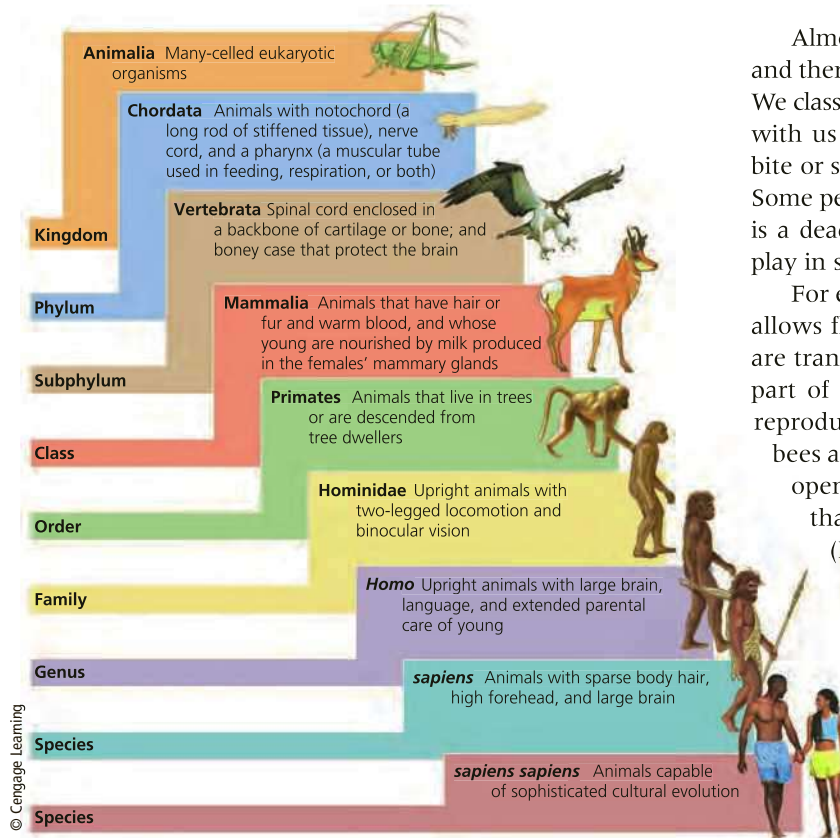 Animalia Many-celled eukaryotic
organisms
Chordata Animals with notochord (a
long rod of stiffened tissue), nerve
cord, and a pharynx (a muscular tube
used in feeding, respiration, or both)
Vertebrata Spinal cord enclosed in
a backbone of cartilage or bone; and
boney case that protect the brain
Kingdom
Mammalia Animals that have hair or
fur and warm blood, and whose
young are nourished by milk produced
in the females' mammary glands
Phylum
Subphylum
Primates Animals that live in trees
or are descended from
tree dwellers
Class
Hominidae Upright animals with
two-legged locomotion and
binocular vision
Order
Homo Upright animals with large brain,
language, and extended parental
care of young
Family
Genus
sapiens Animals with sparse body hair,
high forehead, and large brain
Species
sapiens sapiens Animals capable
of sophisticated cultural evolution
Species
© Cengage Learning
and
We class
with us
bite or
Some
is a
play in
For
allows
are
part of
bees